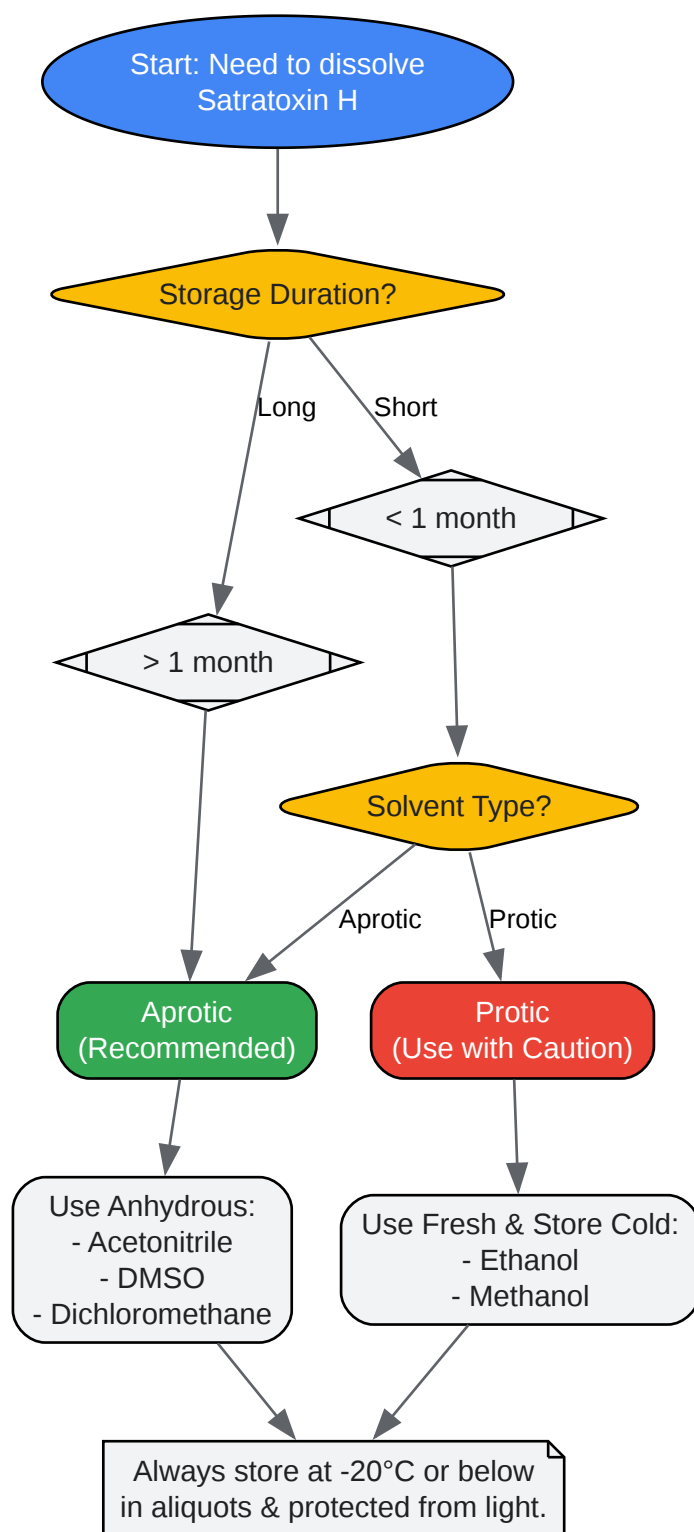 Start: Need to dissolve
Satratoxin H
Storage Duration?
Long
Short
< 1 month
> 1 month
Solvent Type?
Aprotic
Protic
Aprotic
(Recommended)
Protic
(Use with Caution)
Use Anhydrous:
- Acetonitrile
- DMSO
- Dichloromethane
Use Fresh & Store Cold:
- Ethanol
- Methanol
Always store at -20°C or below
in aliquots & protected from light.